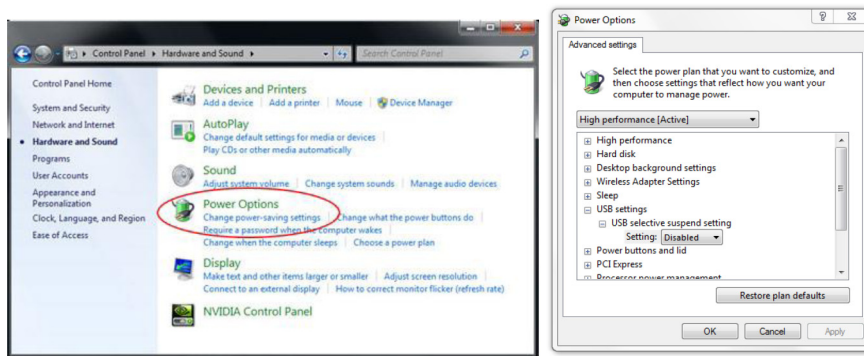 Control Panel ▸ Hardware and Sound ▸
Search Control Panel
Control Panel Home
System and Security
Network and Internet
Hardware and Sound
Programs
User Accounts
Appearance and
Personalization
Clock, Language, and Region
Ease of Access
Devices and Printers
Add a device | Add a printer | Mouse | Device Manager
AutoPlay
Change default settings for media or devices
Play CDs or other media automatically
Sound
Adjust system volume | Change system sounds | Manage audio devices
Power Options
Change power-saving settings | Change what the power buttons do
Require a password when the computer wakes
Change when the computer sleeps | Choose a power plan
Display
Make text and other items larger or smaller | Adjust screen resolution
Connect to an external display | How to correct monitor flicker (refresh rate)
NVIDIA Control Panel
Power Options
Advanced settings
Select the power plan that you want to customize, and
then choose settings that reflect how you want your
computer to manage power.
High performance [Active]
High performance
Hard disk
Desktop background settings
Wireless Adapter Settings
Sleep
USB settings
USB selective suspend setting
Setting: Disabled
Power buttons and lid
PCI Express
Processor power management
Restore plan defaults
OK Cancel Apply